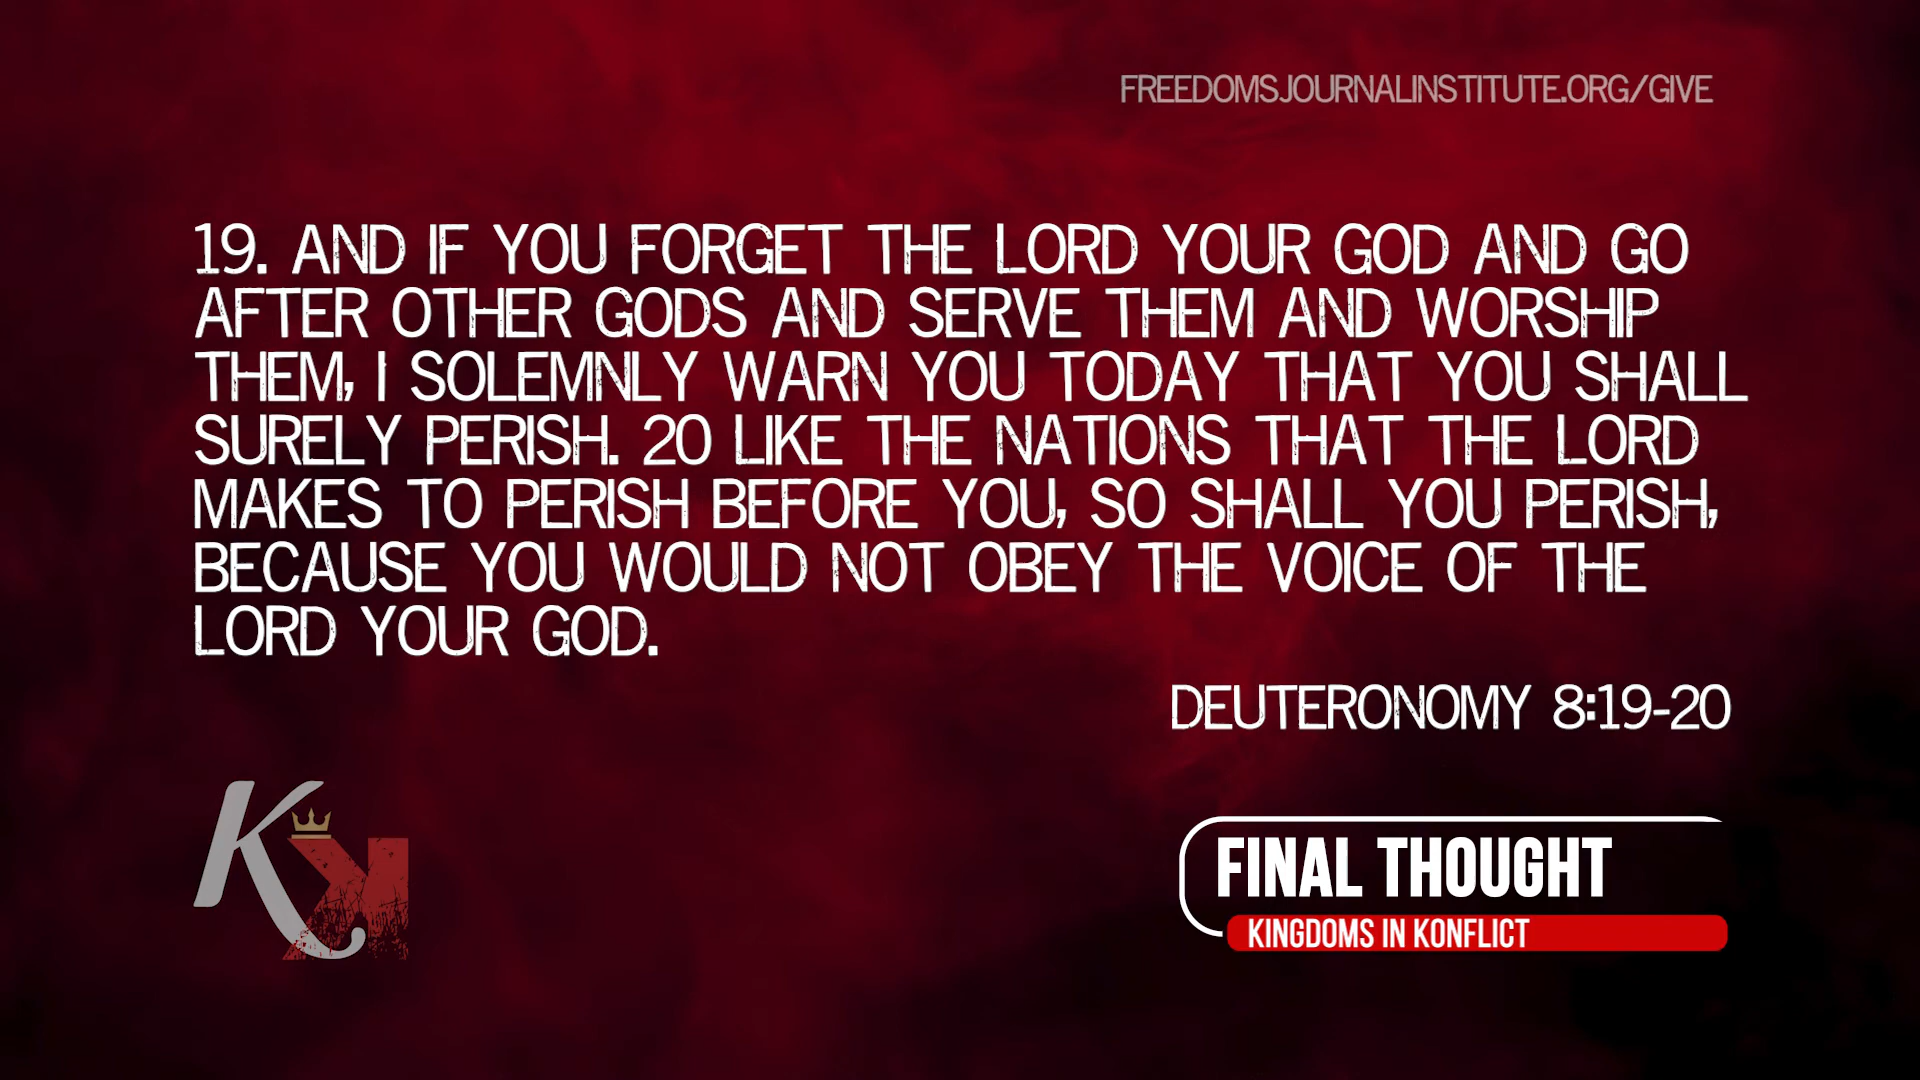 FREEDOMSJOURNALINSTITUTE.ORG/GIVE
19. AND IF YOU FORGET THE LORD YOUR GOD AND GO
AFTER OTHER GODS AND SERVE THEM AND WORSHIP
THEM, I SOLEMNLY WARN YOU TODAY THAT YOU SHALL
SURELY PERISH. 20 LIKE THE NATIONS THAT THE LORD
MAKES TO PERISH BEFORE YOU, SO SHALL YOU PERISH,
BECAUSE YOU WOULD NOT OBEY THE VOICE OF THE
LORD YOUR GOD.
DEUTERONOMY 8:19-20
KK
FINAL THOUGHT
KINGDOMS IN KONFLICT